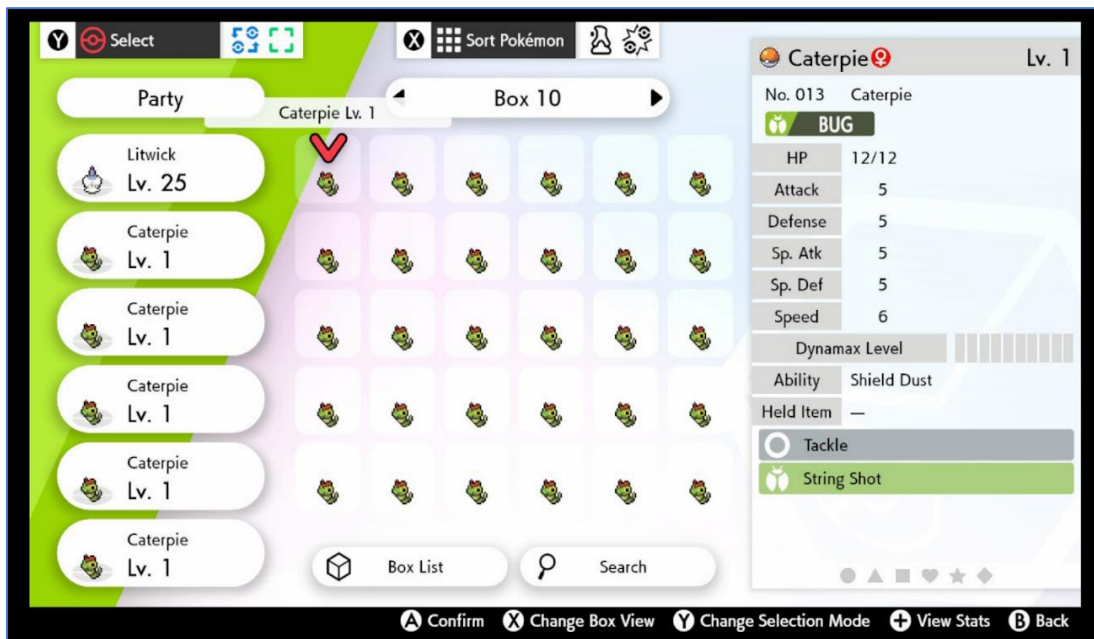 Y Select
X Sort Pokémon
Party
Caterpie Lv. 1
Box 10
Litwick
Lv. 25
Caterpie
Lv. 1
Caterpie
Lv. 1
Caterpie
Lv. 1
Caterpie
Lv. 1
Caterpie
Lv. 1
Box List
Search
Caterpie Lv. 1
No. 013 Caterpie
BUG
HP 12/12
Attack 5
Defense 5
Sp. Atk 5
Sp. Def 5
Speed 6
Dynamax Level
Ability Shield Dust
Held Item —
Tackle
String Shot
A Confirm X Change Box View Y Change Selection Mode + View Stats B Back